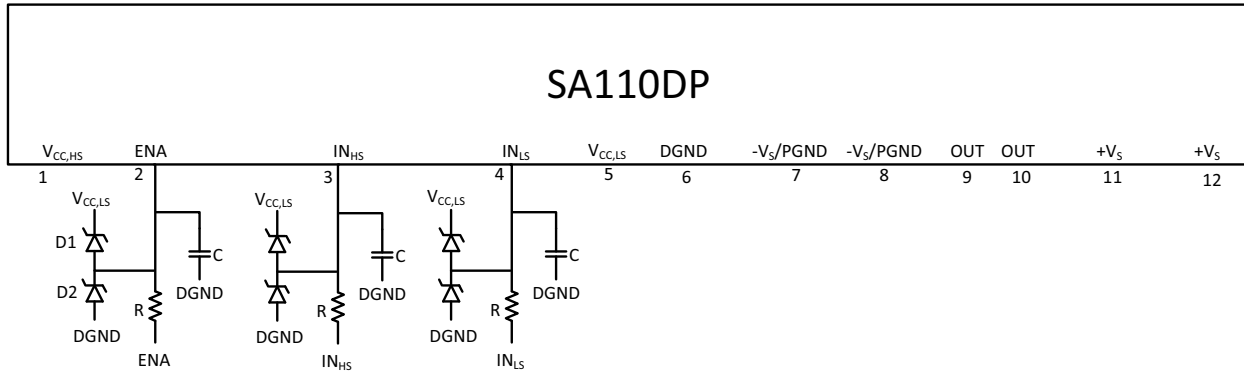 SA110DP
V_CC,HS ENA IN_HS IN_LS V_CC,LS DGND -V_S/PGND -V_S/PGND OUT OUT +V_S +V_S
1 2 3 4 5 6 7 8 9 10 11 12
V_CC,LS V_CC,LS V_CC,LS
D1 C C C
D2 DGND DGND DGND
R R R
DGND DGND DGND
ENA IN_HS IN_LS